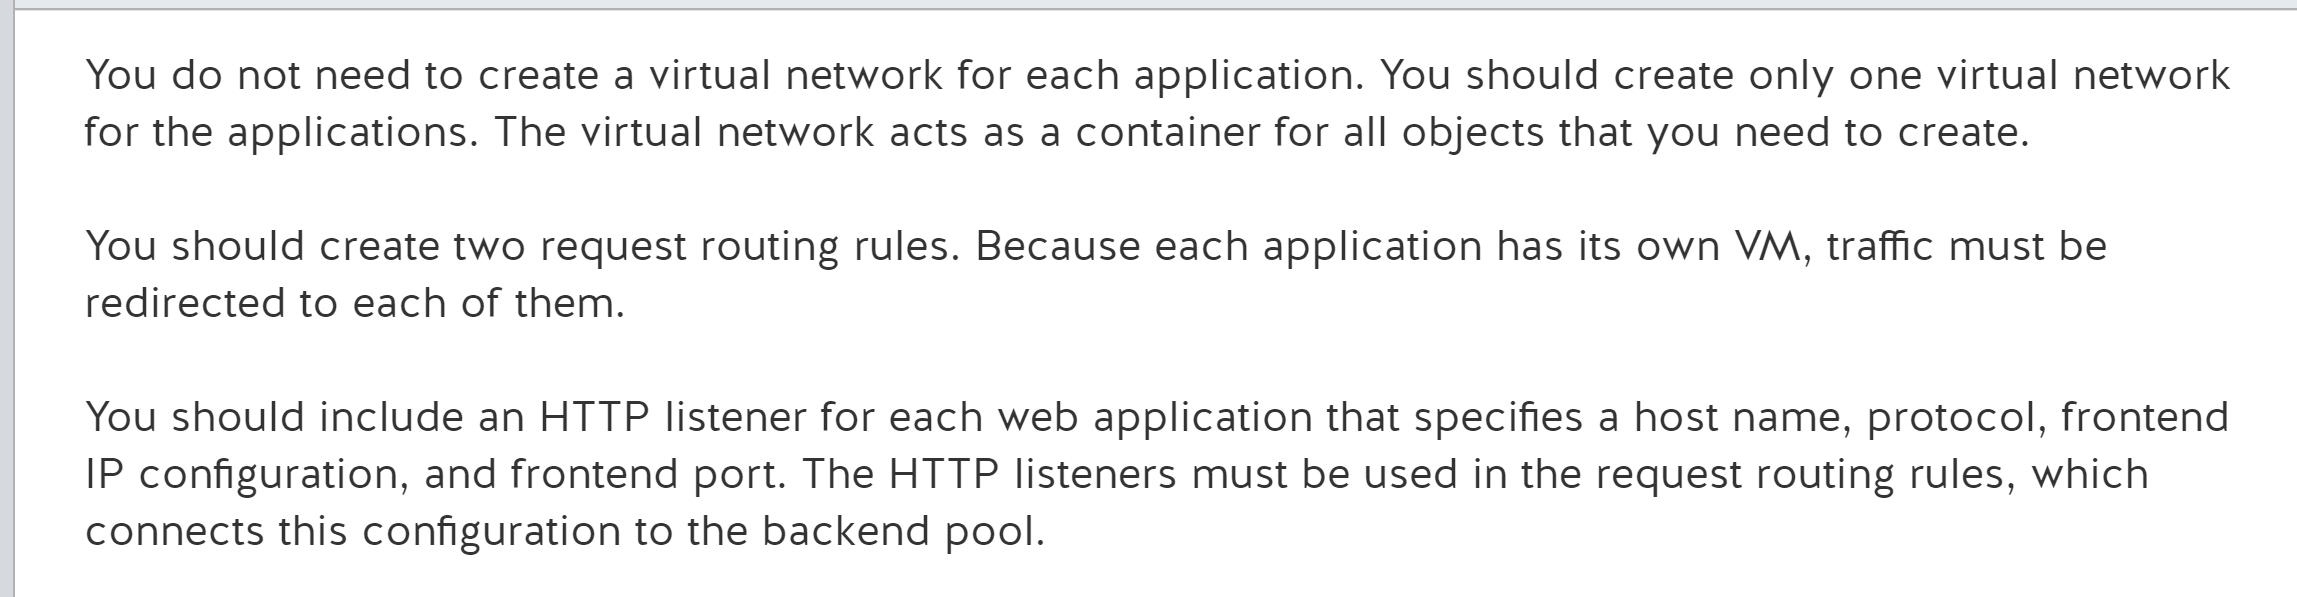 You do not need to create a virtual network for each application. You should create only one virtual network
for the applications. The virtual network acts as a container for all objects that you need to create.
You should create two request routing rules. Because each application has its own VM, traffic must be
redirected to each of them.
You should include an HTTP listener for each web application that specifies a host name, protocol, frontend
IP configuration, and frontend port. The HTTP listeners must be used in the request routing rules, which
connects this configuration to the backend pool.